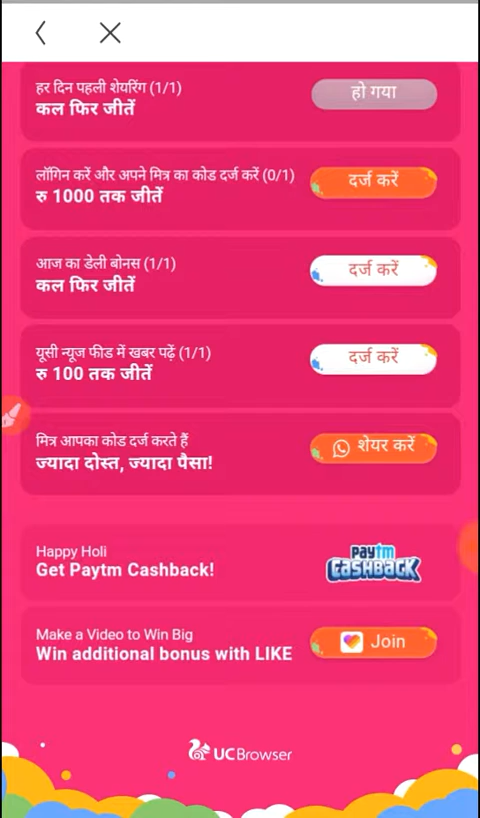 हर दिन पहली शेयरिंग (1/1)
कल फिर जीतें
हो गया
लॉगिन करें और अपने मित्र का कोड दर्ज करें (0/1)
रु 1000 तक जीतें
दर्ज करें
आज का डेली बोनस (1/1)
कल फिर जीतें
दर्ज करें
यूसी न्यूज फीड में खबर पढ़ें (1/1)
रु 100 तक जीतें
दर्ज करें
मित्र आपका कोड दर्ज करते हैं
ज्यादा दोस्त, ज्यादा पैसा!
शेयर करें
Happy Holi
Get Paytm Cashback!
paytm
CASHBACK
Make a Video to Win Big
Win additional bonus with LIKE
Join
UCBrowser